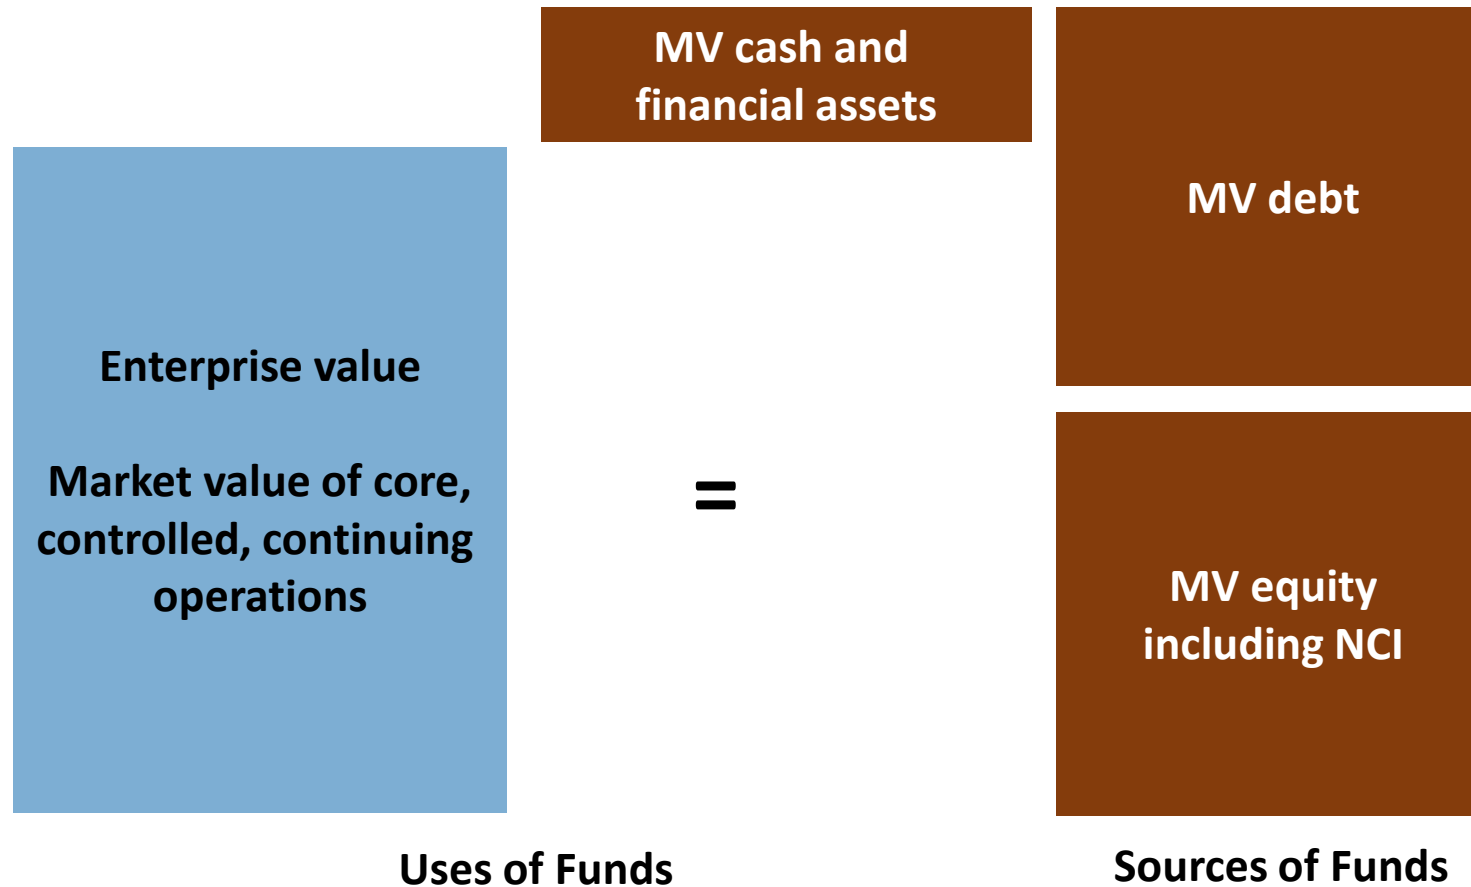 MV cash and
financial assets
MV debt
Enterprise value
Market value of core,
controlled, continuing
operations
=
MV equity
including NCI
Uses of Funds
Sources of Funds